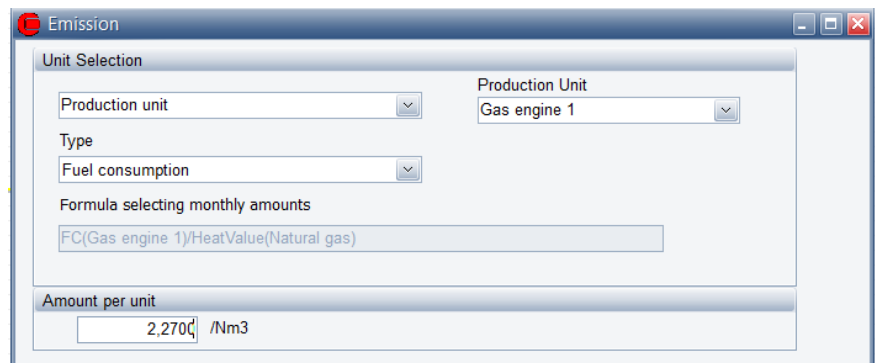 Emission
Unit Selection
Production unit
Production Unit
Gas engine 1
Type
Fuel consumption
Formula selecting monthly amounts
FC(Gas engine 1)/HeatValue(Natural gas)
Amount per unit
2,2700 /Nm3